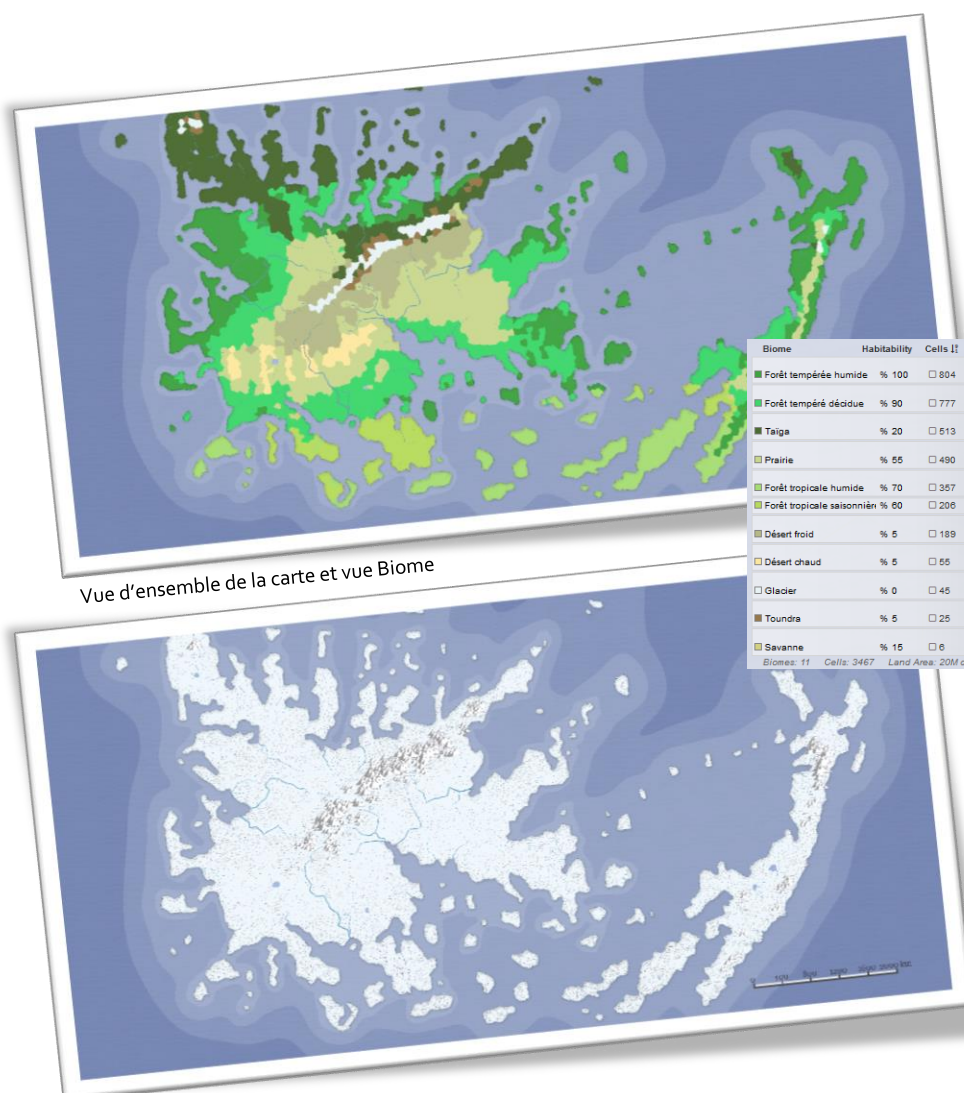 Biome Habitability Cells
Forêt tempérée humide % 100 804
Forêt tempéré décidue % 90 777
Taïga % 20 513
Prairie % 55 490
Forêt tropicale humide % 70 357
Forêt tropicale saisonnièr % 60 206
Désert froid % 5 189
Désert chaud % 5 55
Glacier % 0 45
Toundra % 5 25
Savanne % 15 6
Biomes: 11 Cells: 3467 Land Area: 20M
Vue d'ensemble de la carte et vue Biome
0